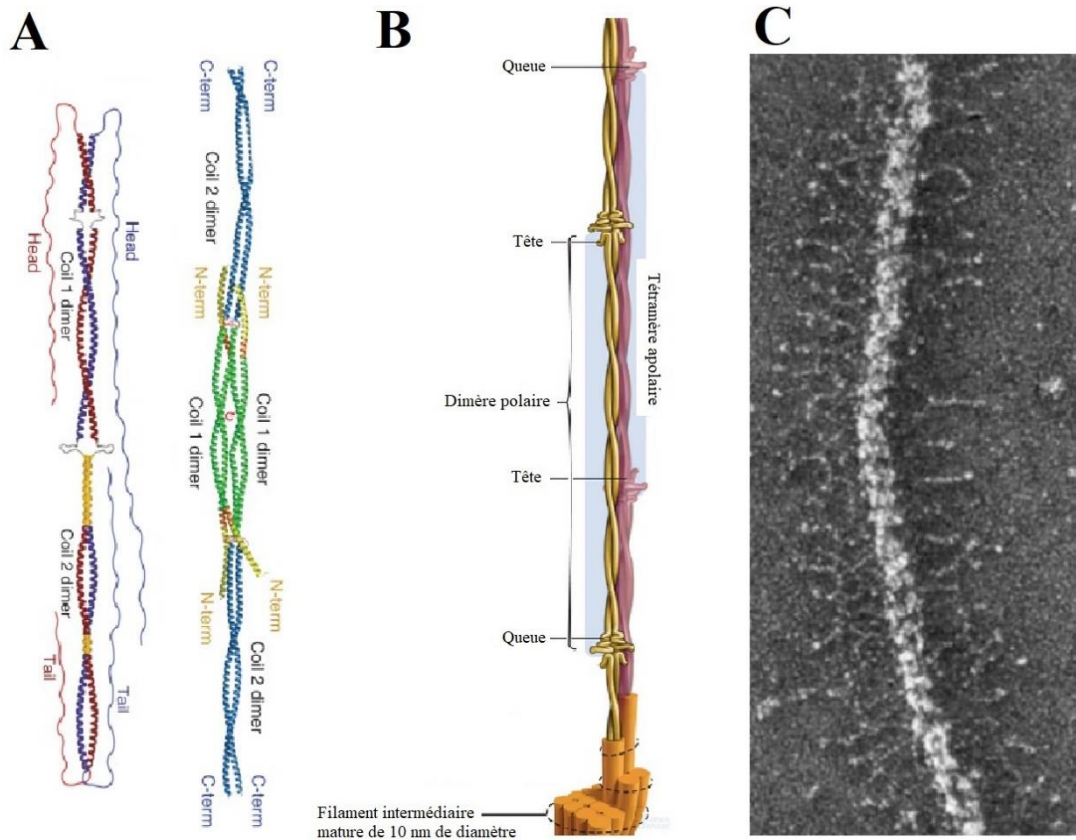 A
Head
Head
Coil 1 dimer
Coil 2 dimer
Tail
Tail
C-term
C-term
Coil 2 dimer
N-term
N-term
Coil 1 dimer
Coil 1 dimer
N-term
N-term
Coil 2 dimer
C-term
C-term
B
Queue
Tête
Tétramère apolaire
Dimère polaire
Tête
Queue
Filament intermédiaire
mature de 10 nm de diamètre
C